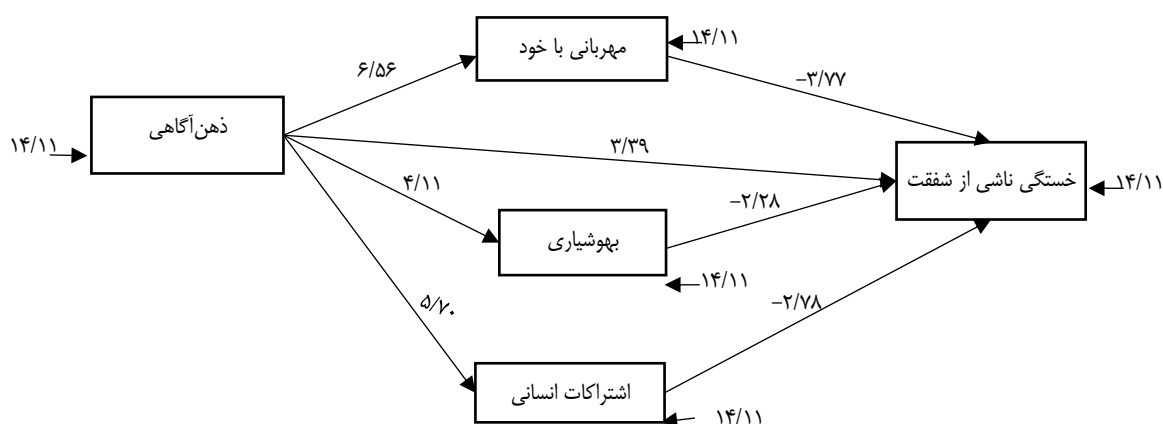 مهربانی با خود
۱۴/۱۱
۶/۵۶
-۳/۷۷
ذهن‌آگاهی
۱۴/۱۱
۳/۳۹
خستگی ناشی از شفقت
۱۴/۱۱
۴/۱۱
-۲/۲۸
بهوشیاری
۱۴/۱۱
۵/۷۰
-۲/۷۸
اشتراکات انسانی
۱۴/۱۱